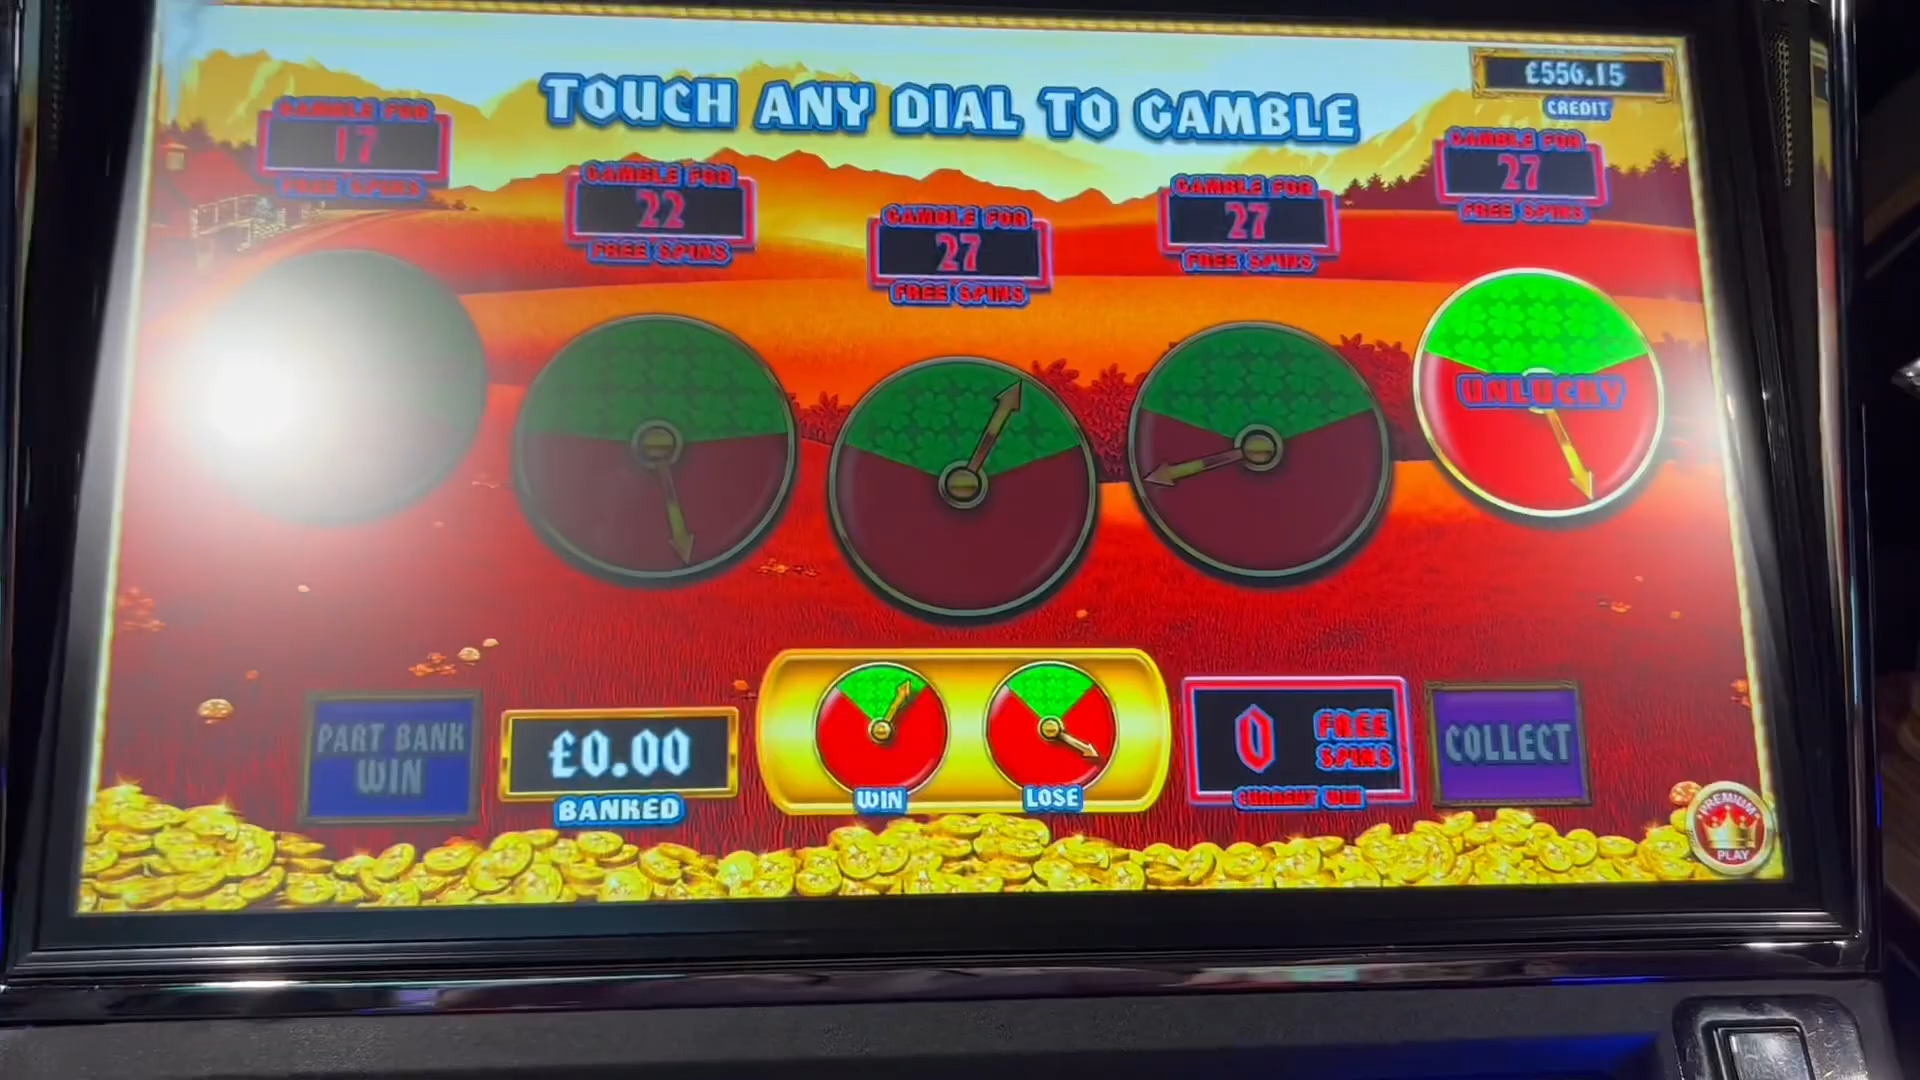 £556.15
CREDIT
TOUCH ANY DIAL TO GAMBLE
GAMBLE FOR
17
FREE SPINS
GAMBLE FOR
22
FREE SPINS
GAMBLE FOR
27
FREE SPINS
GAMBLE FOR
27
FREE SPINS
GAMBLE FOR
27
FREE SPINS
UNLUCKY
PART BANK
WIN
£0.00
BANKED
WIN
LOSE
0
FREE
SPINS
CURRENT WIN
COLLECT
PREMIUM
PLAY